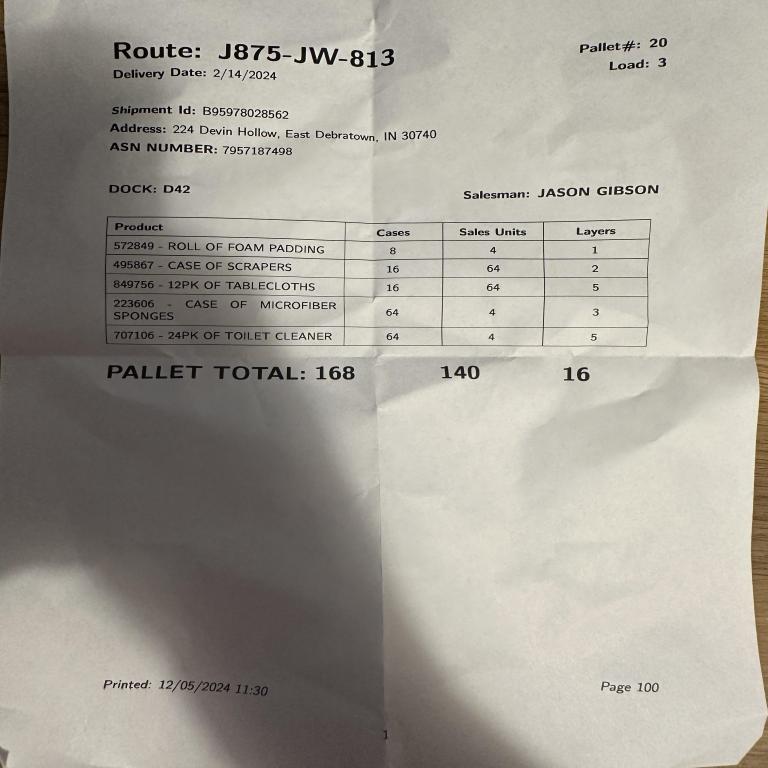 Route: J875-JW-813
Pallet#: 20
Delivery Date: 2/14/2024
Load: 3
Shipment Id: B95978028562
Address: 224 Devin Hollow, East Debratown, IN 30740
ASN NUMBER: 7957187498
DOCK: D42
Salesman: JASON GIBSON
Product Cases Sales Units Layers
572849 - ROLL OF FOAM PADDING 8 4 1
495867 - CASE OF SCRAPERS 16 64 2
849756 - 12PK OF TABLECLOTHS 16 64 5
223606 - CASE OF MICROFIBER
SPONGES 64 4 3
707106 - 24PK OF TOILET CLEANER 64 4 5
PALLET TOTAL: 168 140 16
Printed: 12/05/2024 11:30
Page 100
1